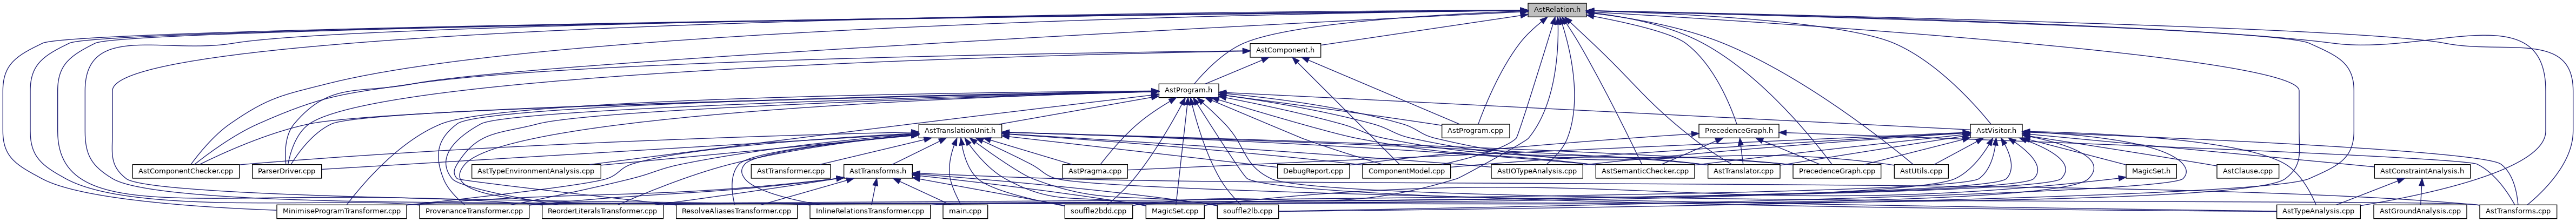 AstRelation.h
AstComponent.h
AstProgram.h
AstTranslationUnit.h
AstProgram.cpp
PrecedenceGraph.h
AstVisitor.h
AstComponentChecker.cpp
ParserDriver.cpp
AstTypeEnvironmentAnalysis.cpp
AstTransformer.cpp
AstTransforms.h
AstPragma.cpp
DebugReport.cpp
ComponentModel.cpp
AstIOTypeAnalysis.cpp
AstSemanticChecker.cpp
AstTranslator.cpp
PrecedenceGraph.cpp
AstUtils.cpp
MagicSet.h
AstClause.cpp
AstConstraintAnalysis.h
MinimiseProgramTransformer.cpp
ProvenanceTransformer.cpp
ReorderLiteralsTransformer.cpp
ResolveAliasesTransformer.cpp
InlineRelationsTransformer.cpp
main.cpp
souffle2bdd.cpp
MagicSet.cpp
souffle2lb.cpp
AstTypeAnalysis.cpp
AstGroundAnalysis.cpp
AstTransforms.cpp